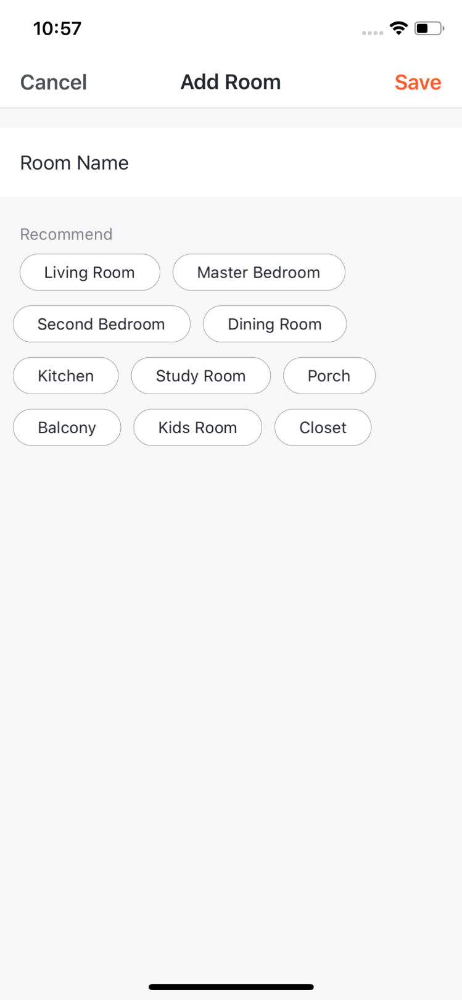 10:57
Cancel Add Room Save
Room Name
Recommend
Living Room Master Bedroom
Second Bedroom Dining Room
Kitchen Study Room Porch
Balcony Kids Room Closet